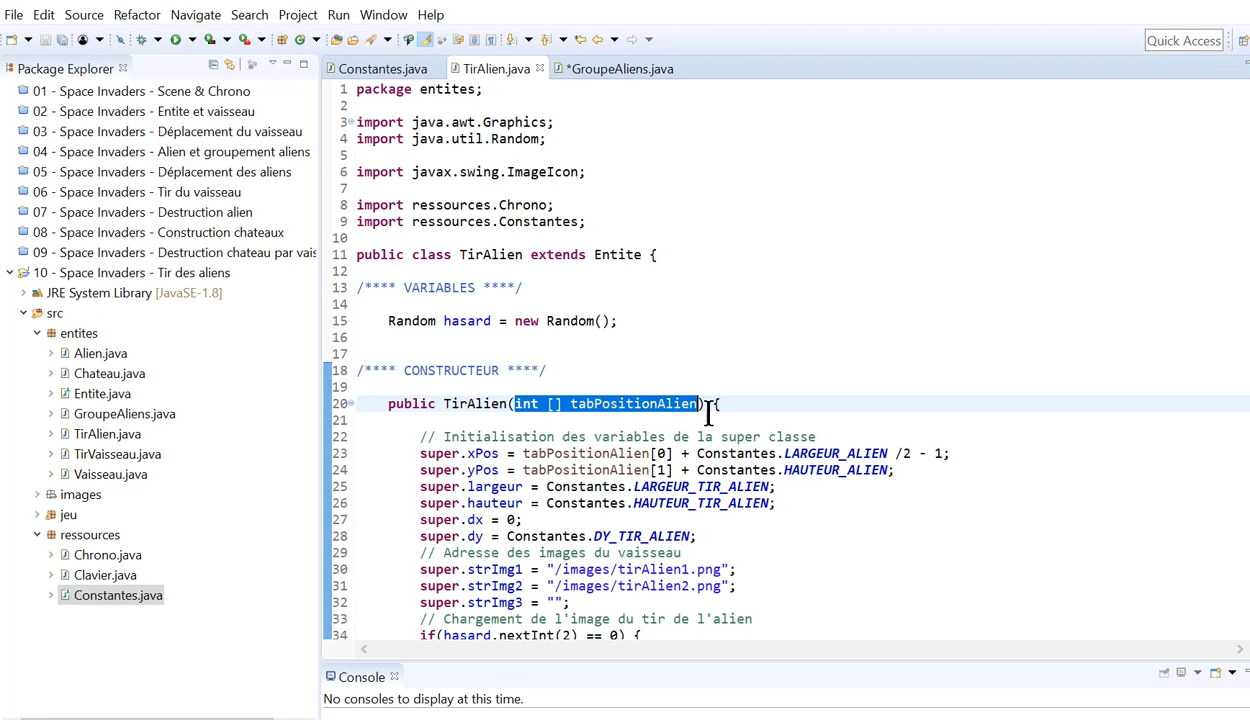 File Edit Source Refactor Navigate Search Project Run Window Help
Quick Access
Package Explorer
01 - Space Invaders - Scene & Chrono
02 - Space Invaders - Entite et vaisseau
03 - Space Invaders - Déplacement du vaisseau
04 - Space Invaders - Alien et groupement aliens
05 - Space Invaders - Déplacement des aliens
06 - Space Invaders - Tir du vaisseau
07 - Space Invaders - Destruction alien
08 - Space Invaders - Construction chateaux
09 - Space Invaders - Destruction chateau par vais
10 - Space Invaders - Tir des aliens
JRE System Library [JavaSE-1.8]
src
entites
Alien.java
Chateau.java
Entite.java
GroupeAliens.java
TirAlien.java
TirVaisseau.java
Vaisseau.java
images
jeu
ressources
Chrono.java
Clavier.java
Constantes.java
Constantes.java TirAlien.java *GroupeAliens.java
1 package entites;
2
3 import java.awt.Graphics;
4 import java.util.Random;
5
6 import javax.swing.ImageIcon;
7
8 import ressources.Chrono;
9 import ressources.Constantes;
10
11 public class TirAlien extends Entite {
12
13 /**** VARIABLES ****/
14
15 Random hasard = new Random();
16
17
18 /**** CONSTRUCTEUR ****/
19
20 public TirAlien(int [] tabPositionAlien) {
21
22 // Initialisation des variables de la super classe
23 super.xPos = tabPositionAlien[0] + Constantes.LARGEUR_ALIEN /2 - 1;
24 super.yPos = tabPositionAlien[1] + Constantes.HAUTEUR_ALIEN;
25 super.largeur = Constantes.LARGEUR_TIR_ALIEN;
26 super.hauteur = Constantes.HAUTEUR_TIR_ALIEN;
27 super.dx = 0;
28 super.dy = Constantes.DY_TIR_ALIEN;
29 // Adresse des images du vaisseau
30 super.strImg1 = "/images/tirAlien1.png";
31 super.strImg2 = "/images/tirAlien2.png";
32 super.strImg3 = "";
33 // Chargement de l'image du tir de l'alien
34 if(hasard.nextInt(2) == 0) {
Console
No consoles to display at this time.